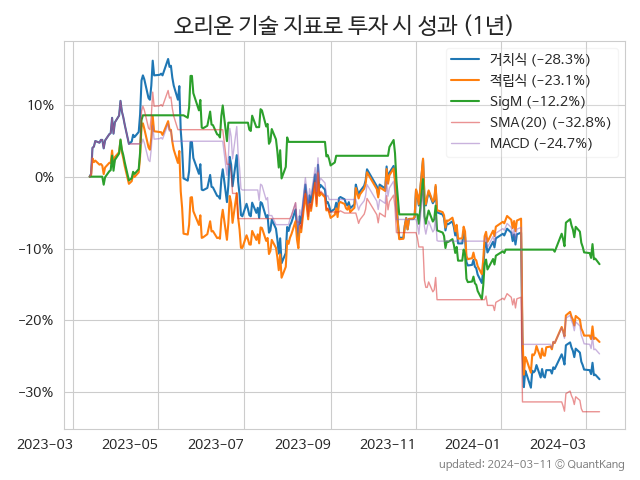 오리온 기술 지표로 투자 시 성과 (1년)
거치식 (−28.3%)
적립식 (−23.1%)
SigM (−12.2%)
SMA(20) (−32.8%)
MACD (−24.7%)
10%
0%
−10%
−20%
−30%
2023-03 2023-05 2023-07 2023-09 2023-11 2024-01 2024-03
updated: 2024-03-11 © QuantKang